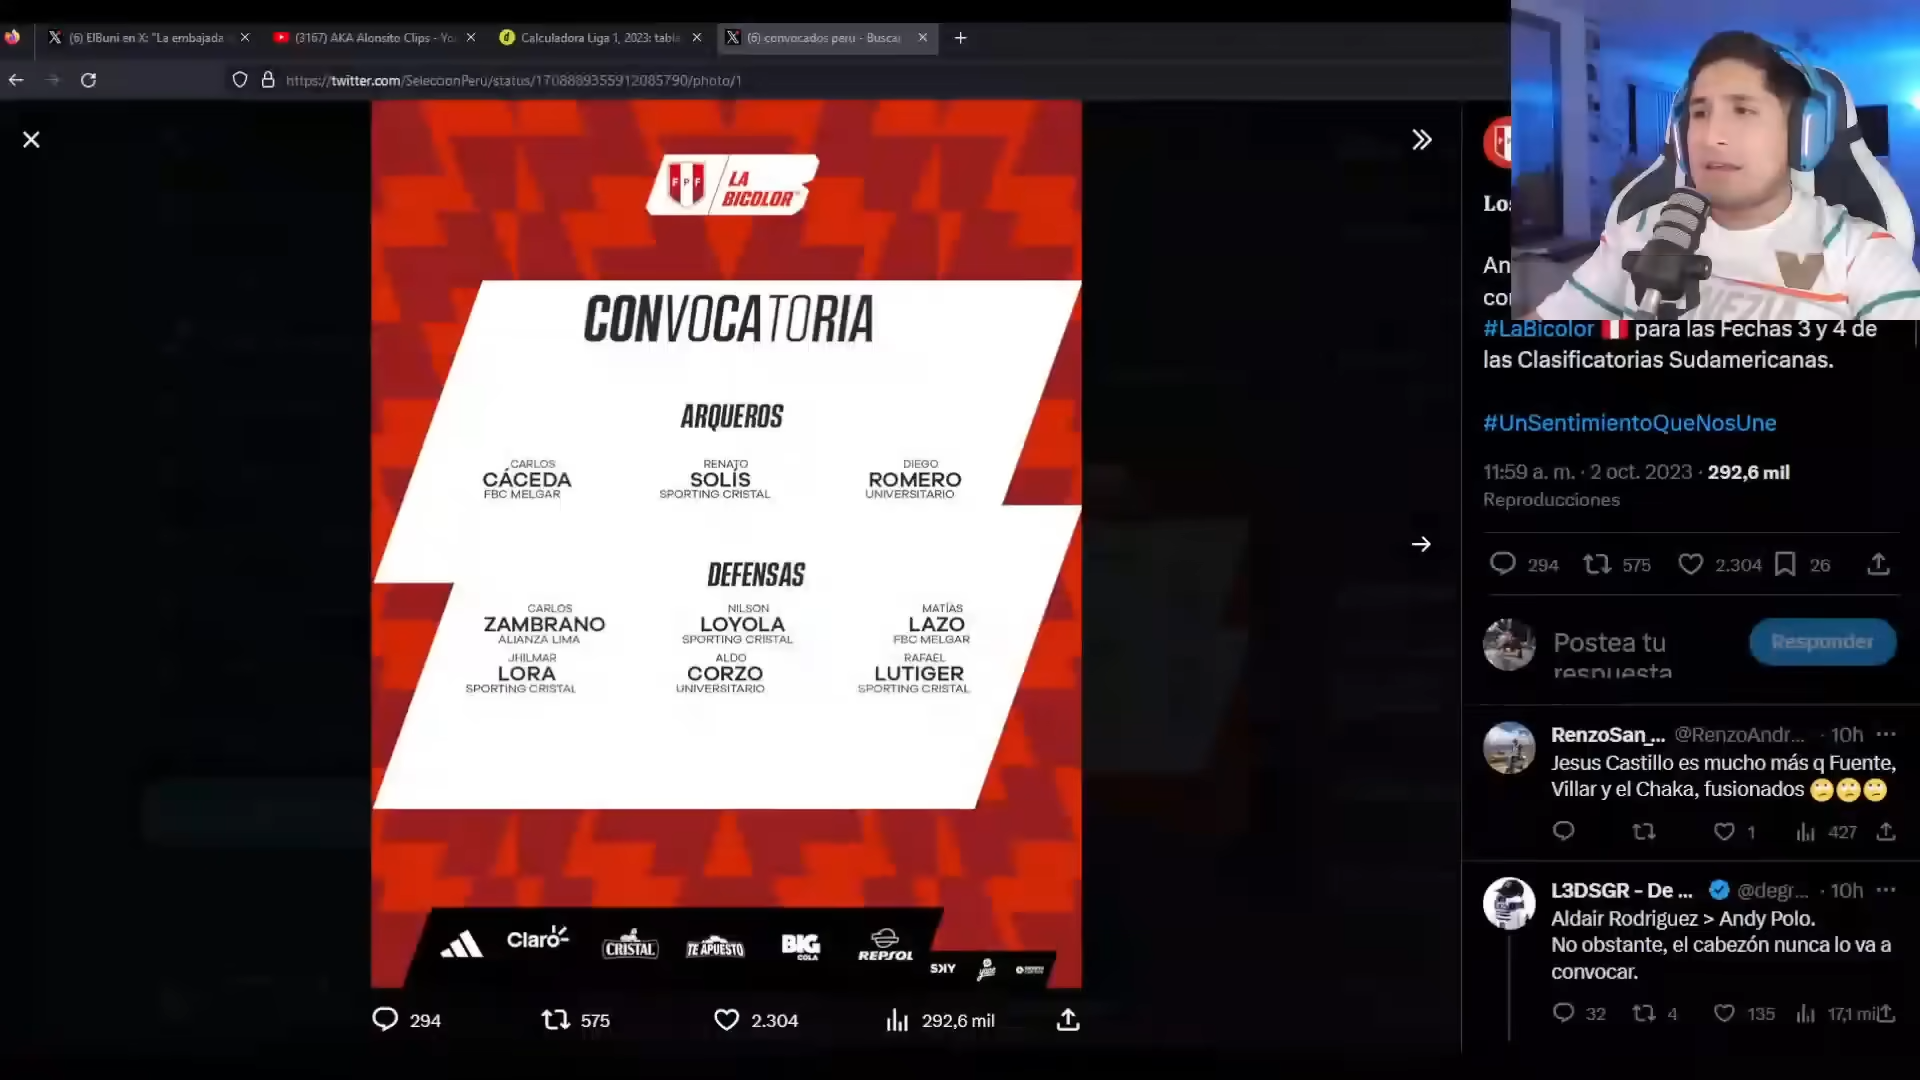 (6) ElBuni en X: "La embajada
(3167) AKA Alonsito Clips - Yo
Calculadora Liga 1, 2023: tabla
(6) convocados peru - Buscar
https://twitter.com/SeleccionPeru/status/1708889355912085790/photo/1
FPF
LA
BICOLOR
CONVOCATORIA
ARQUEROS
CARLOS
CÁCEDA
FBC MELGAR
RENATO
SOLÍS
SPORTING CRISTAL
DIEGO
ROMERO
UNIVERSITARIO
DEFENSAS
CARLOS
ZAMBRANO
ALIANZA LIMA
NILSON
LOYOLA
SPORTING CRISTAL
MATÍAS
LAZO
FBC MELGAR
JHILMAR
LORA
SPORTING CRISTAL
ALDO
CORZO
UNIVERSITARIO
RAFAEL
LUTIGER
SPORTING CRISTAL
Claro
CRISTAL
TE APUESTO
BIG
COLA
REPSOL
SKY
yape
294
575
2.304
292,6 mil
Los
An
co
#LaBicolor para las Fechas 3 y 4 de
las Clasificatorias Sudamericanas.
#UnSentimientoQueNosUne
11:59 a. m. · 2 oct. 2023 · 292,6 mil
Reproducciones
294
575
2.304
26
Postea tu
respuesta
Responder
RenzoSan_... @RenzoAndr... · 10h
Jesus Castillo es mucho más q Fuente,
Villar y el Chaka, fusionados 🙄🙄🙄
1
427
L3DSGR - De ... @degr... · 10h
Aldair Rodriguez > Andy Polo.
No obstante, el cabezón nunca lo va a
convocar.
32
4
135
17,1 mil